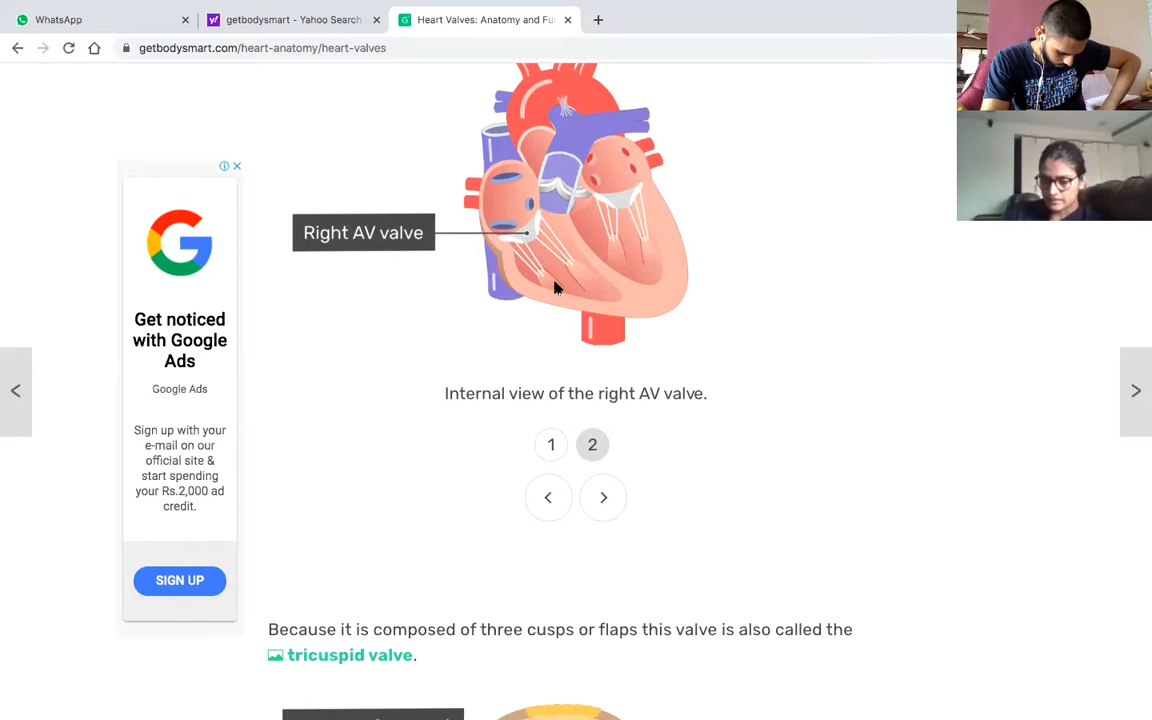 WhatsApp
getbodysmart - Yahoo Search
Heart Valves: Anatomy and Fu
getbodysmart.com/heart-anatomy/heart-valves
Right AV valve
Get noticed
with Google
Ads
Google Ads
Sign up with your
e-mail on our
official site &
start spending
your Rs.2,000 ad
credit.
SIGN UP
Internal view of the right AV valve.
1 2
Because it is composed of three cusps or flaps this valve is also called the
tricuspid valve.